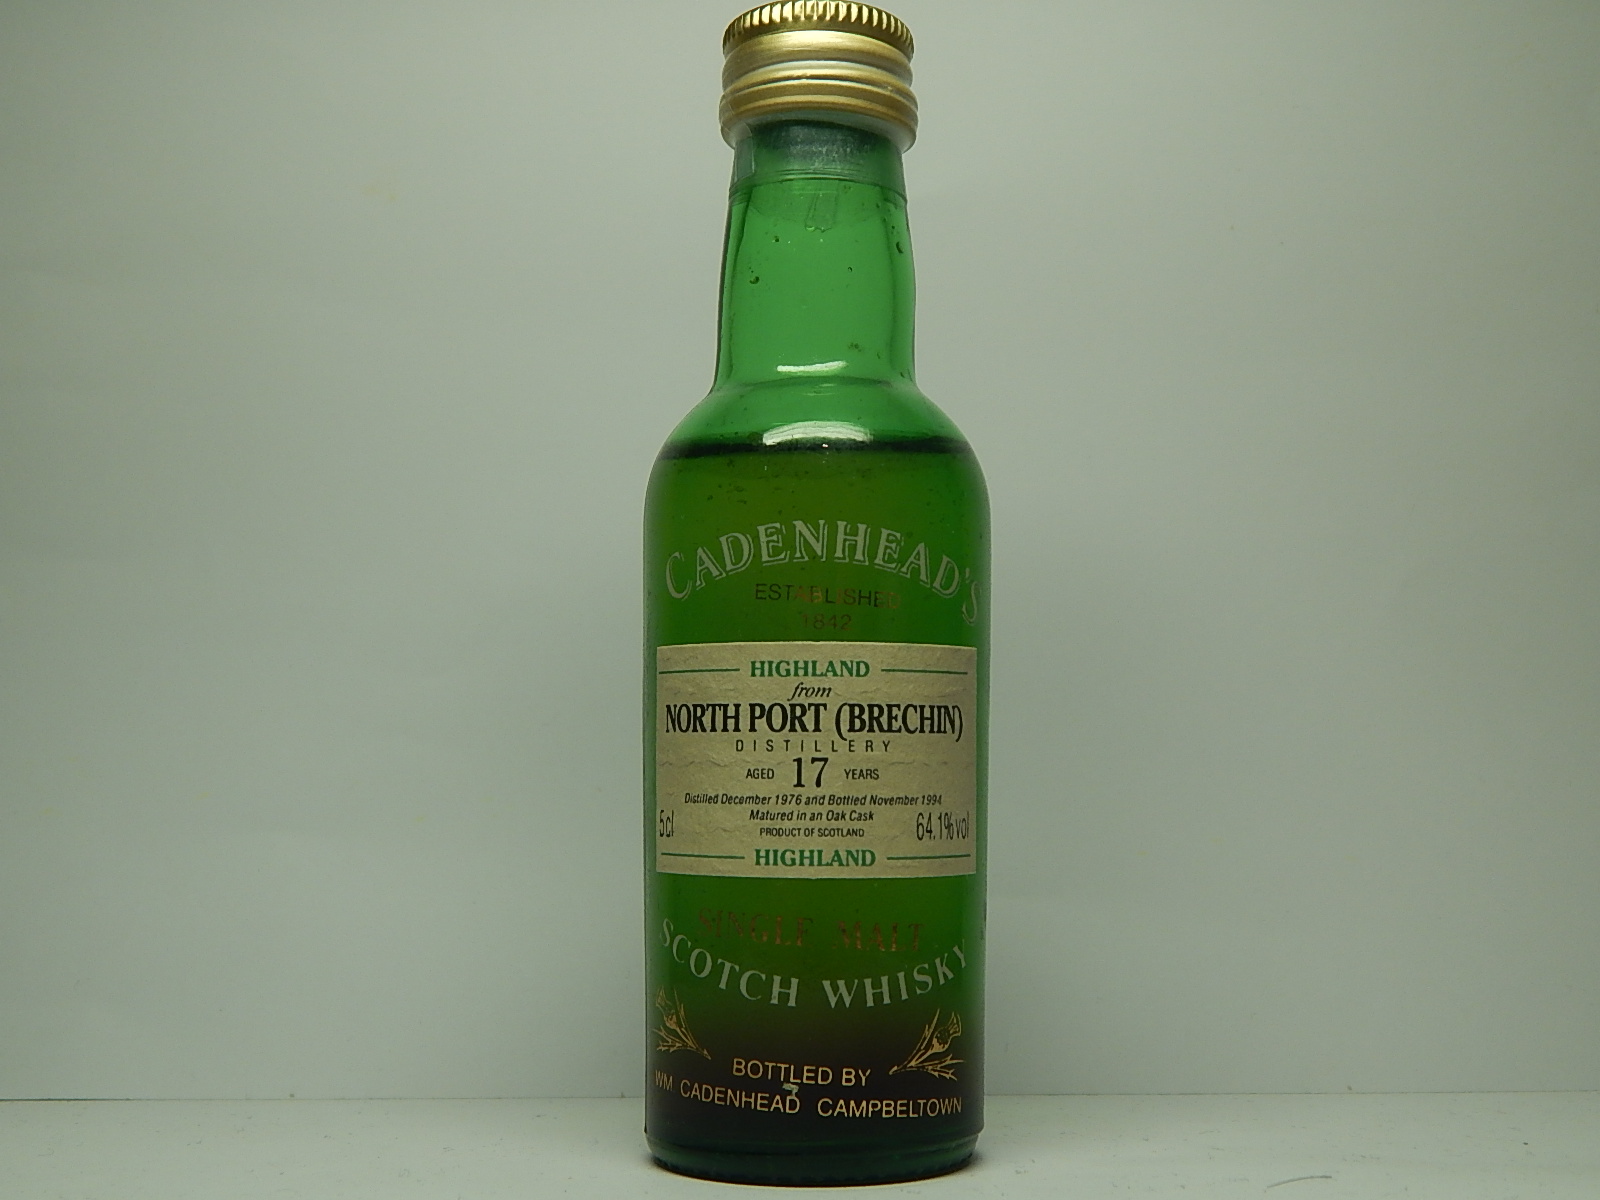 CADENHEAD'S
ESTABLISHED
1842
HIGHLAND
from
NORTH PORT (BRECHIN)
DISTILLERY
AGED 17 YEARS
Distilled December 1976 and Bottled November 1994
Matured in an Oak Cask
5cl PRODUCT OF SCOTLAND 64.1%vol
HIGHLAND
SINGLE MALT
SCOTCH WHISKY
BOTTLED BY
WM CADENHEAD CAMPBELTOWN